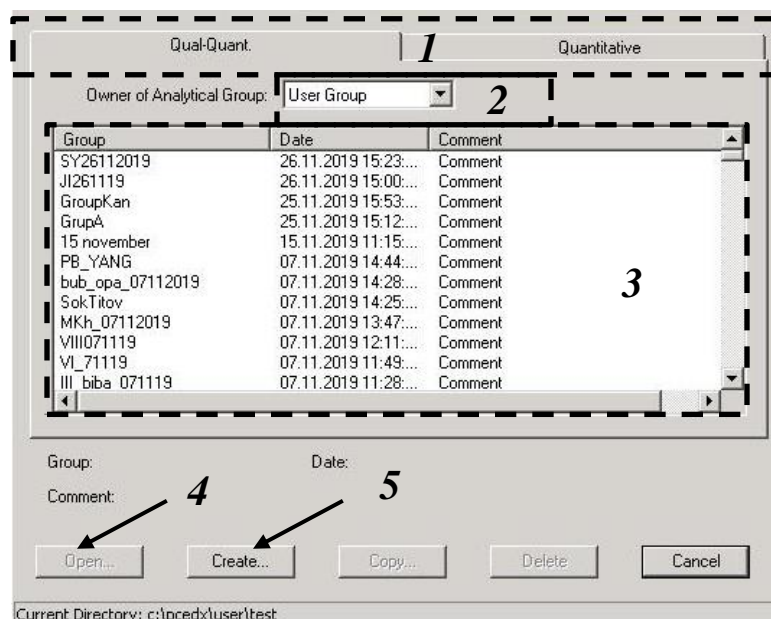 Qual-Quant. 1 Quantitative
Owner of Analytical Group: User Group 2
Group Date Comment
SY26112019 26.11.2019 15:23:... Comment
JI261119 26.11.2019 15:00:... Comment
GroupKan 25.11.2019 15:53:... Comment
GrupA 25.11.2019 15:12:... Comment
15 november 15.11.2019 11:15:... Comment
PB_YANG 07.11.2019 14:44:... Comment
bub_opa_07112019 07.11.2019 14:28:... Comment
SokTitov 07.11.2019 14:25:... Comment
MKh_07112019 07.11.2019 13:47:... Comment
VIII071119 07.11.2019 12:11:... Comment
VI_71119 07.11.2019 11:49:... Comment
III_biba_071119 07.11.2019 11:28:... Comment
3
Group: Date:
Comment: 4 5
Open... Create... Copy... Delete Cancel
Current Directory: c:\pcedx\user\test